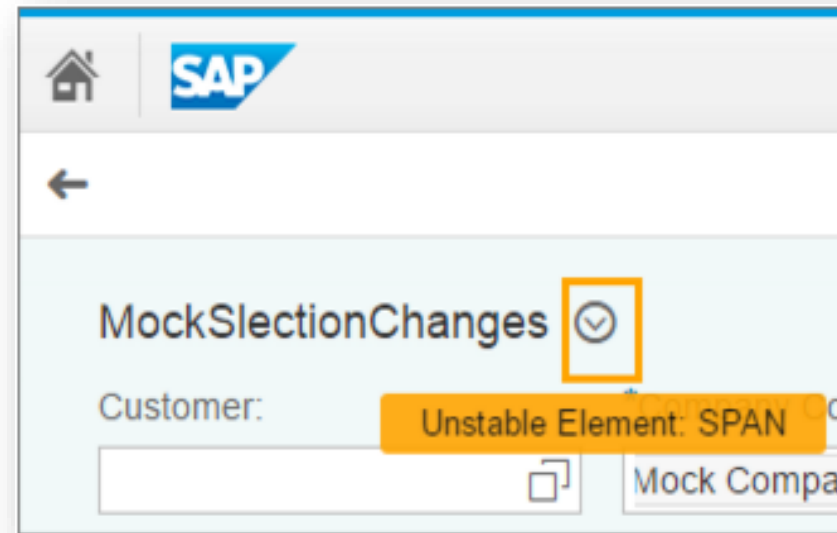 SAP
MockSlectionChanges
Customer:
Unstable Element: SPAN
Mock Compa